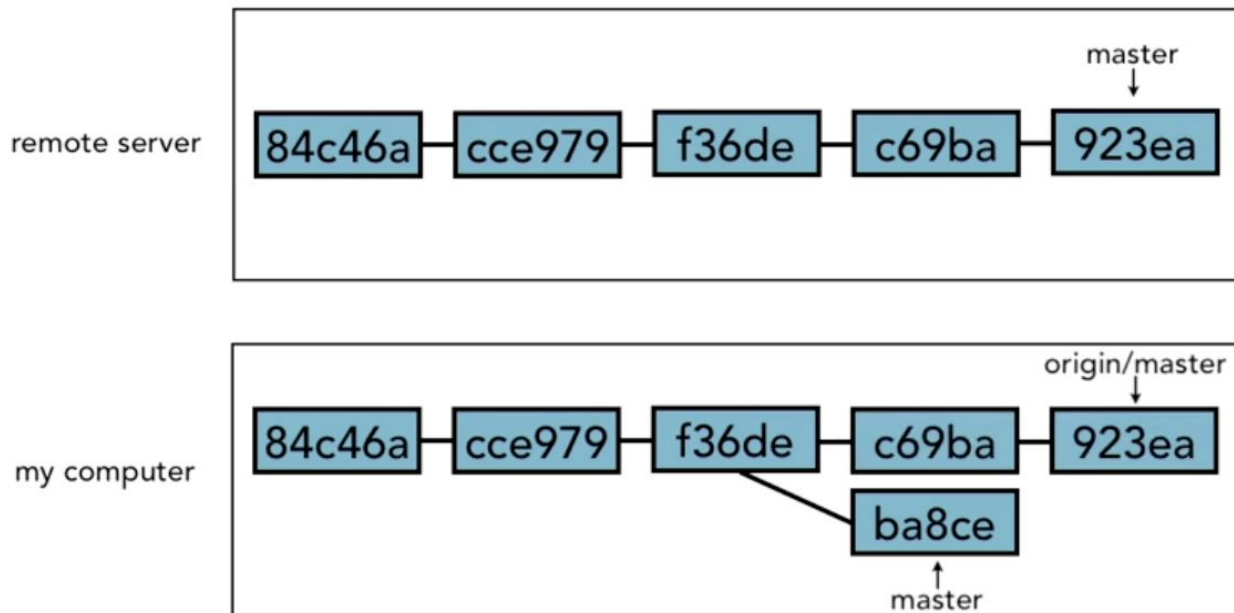 master
remote server
84c46a
cce979
f36de
c69ba
923ea
origin/master
my computer
84c46a
cce979
f36de
c69ba
923ea
ba8ce
master